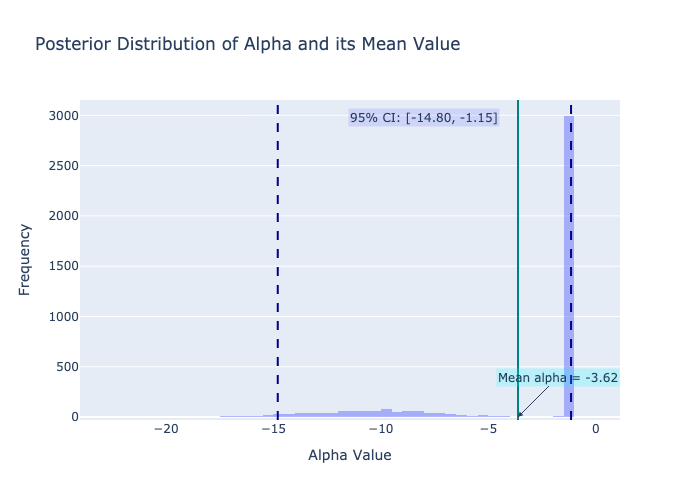 Posterior Distribution of Alpha and its Mean Value
95% CI: [-14.80, -1.15]
Mean alpha = -3.62
Frequency
3000
2500
2000
1500
1000
500
0
−20
−15
−10
−5
0
Alpha Value